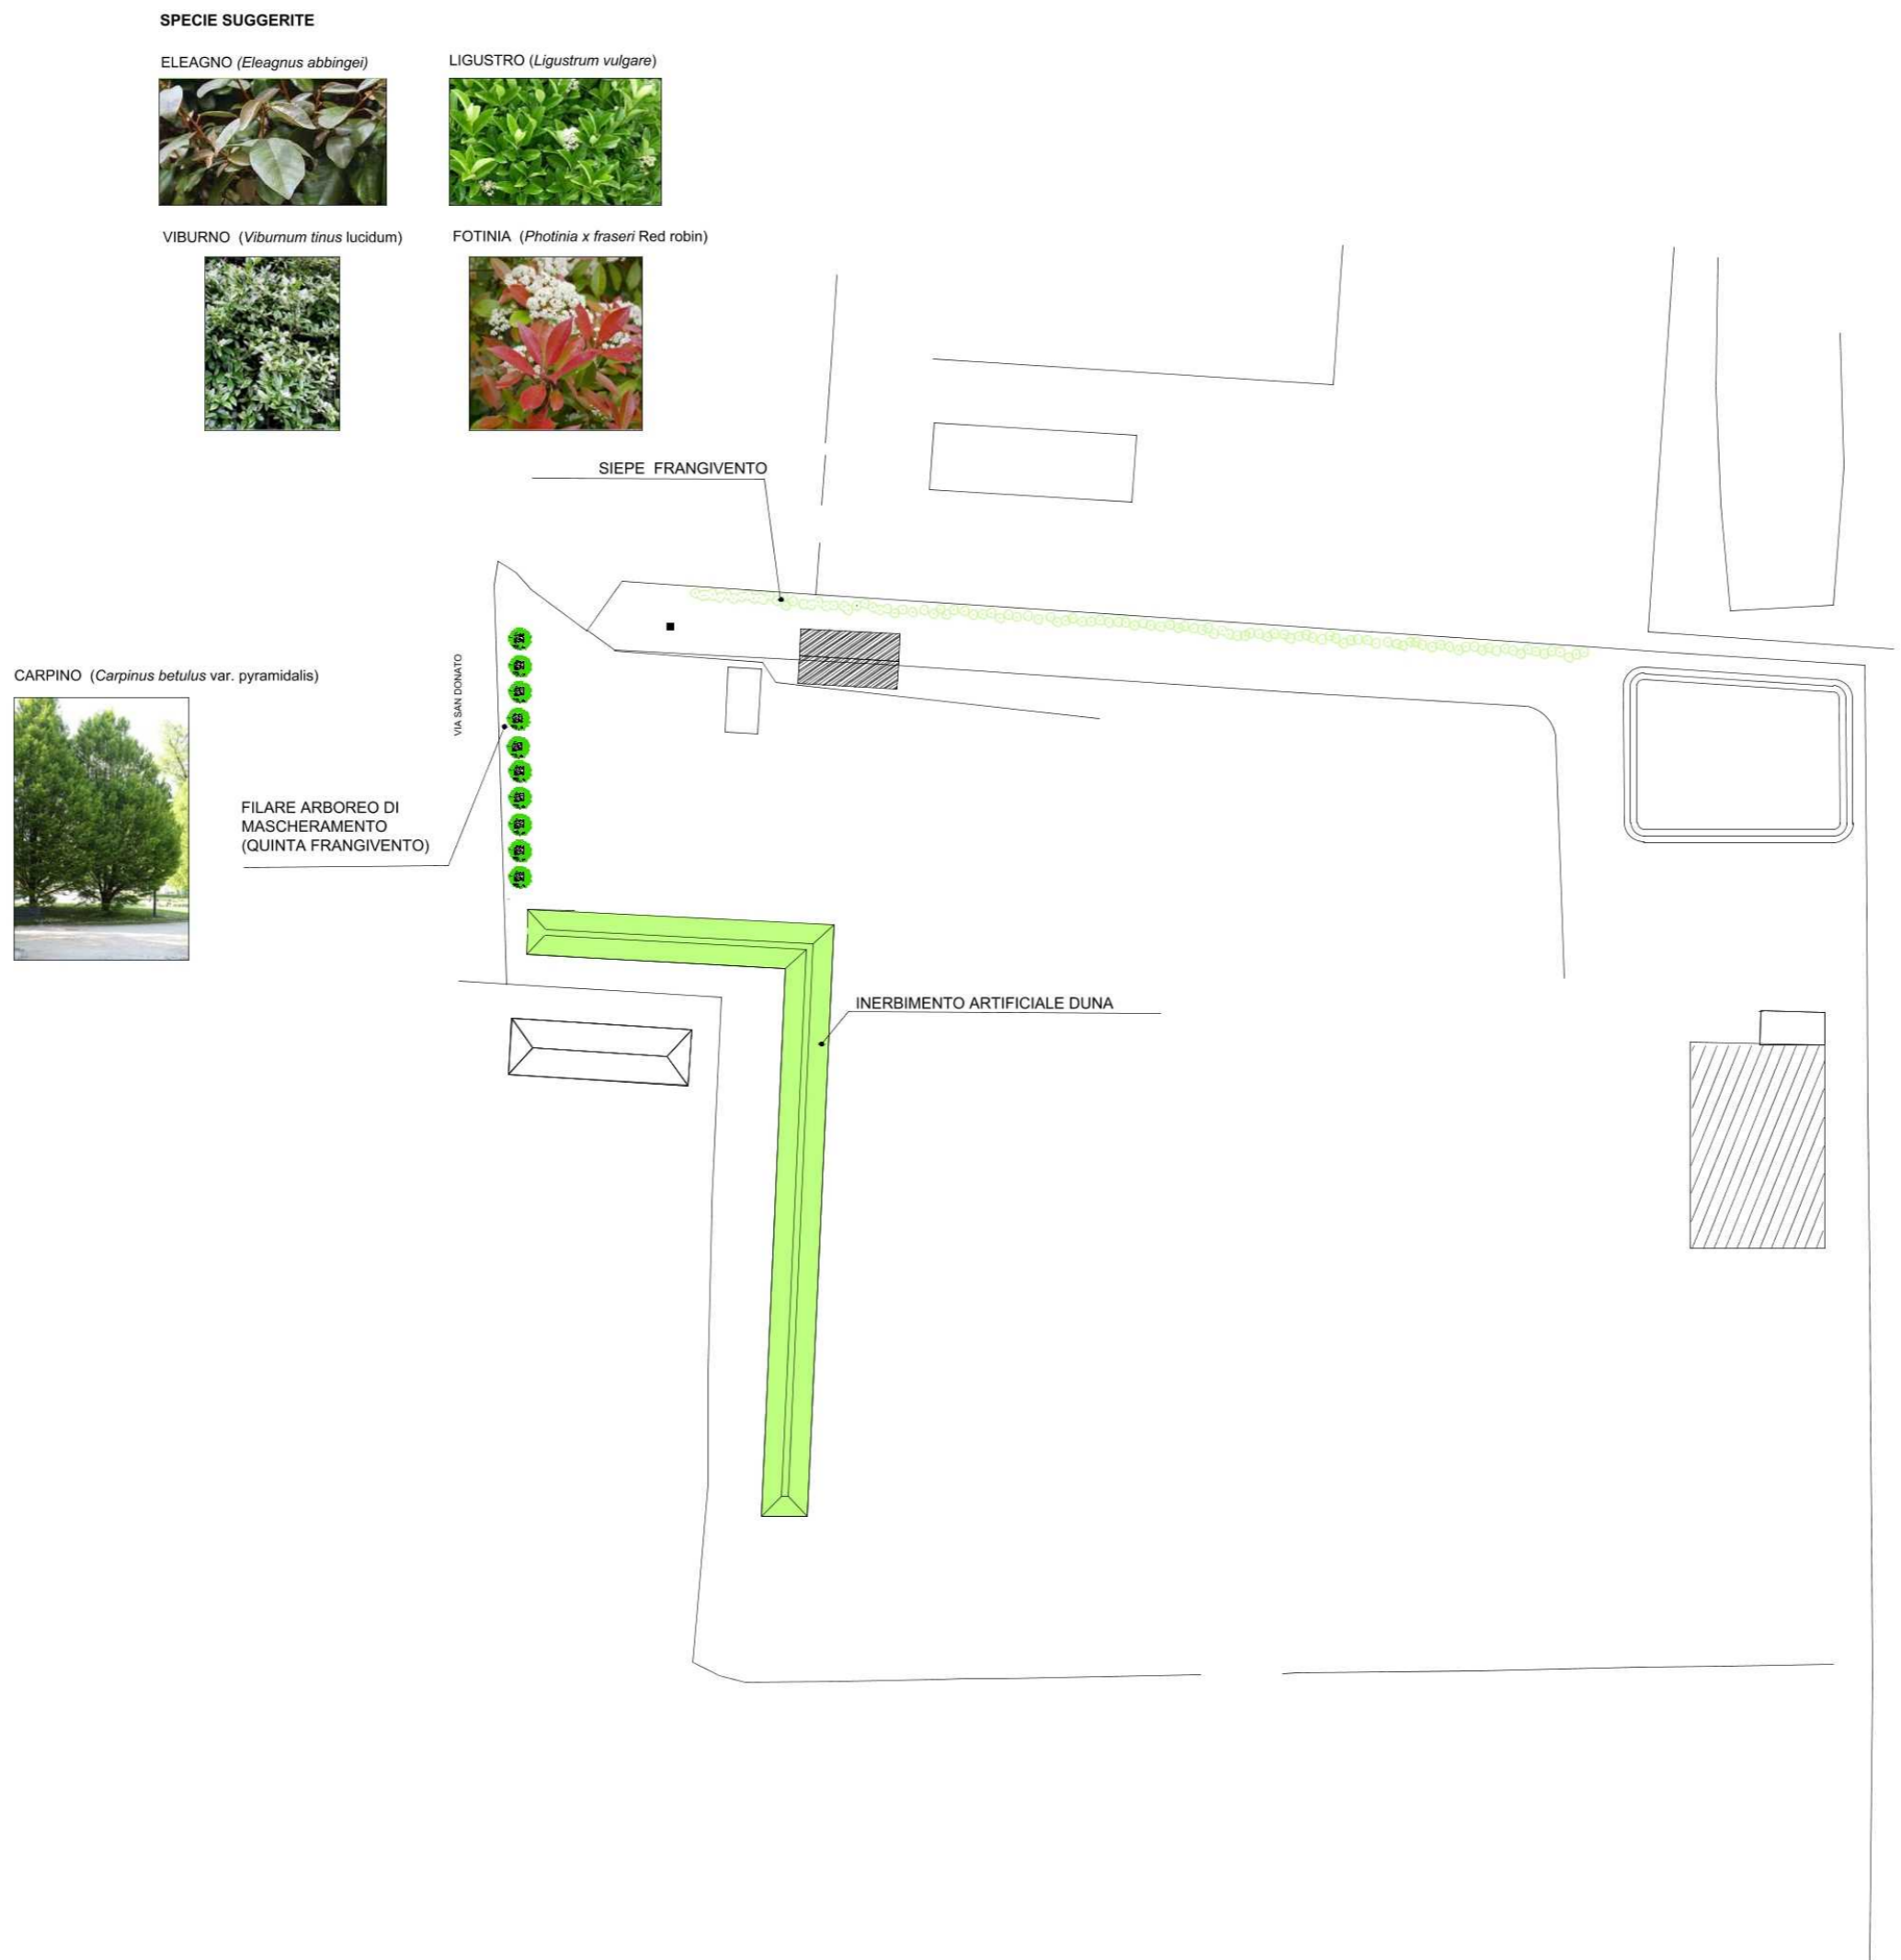 SPECIE SUGGERITE
ELEAGNO (Eleagnus abbingei)
LIGUSTRO (Ligustrum vulgare)
VIBURNO (Viburnum tinus lucidum)
FOTINIA (Photinia x fraseri Red robin)
SIEPE FRANGIVENTO
VIA SAN DONATO
CARPINO (Carpinus betulus var. pyramidalis)
FILARE ARBOREO DI
MASCHERAMENTO
(QUINTA FRANGIVENTO)
INERBIMENTO ARTIFICIALE DUNA